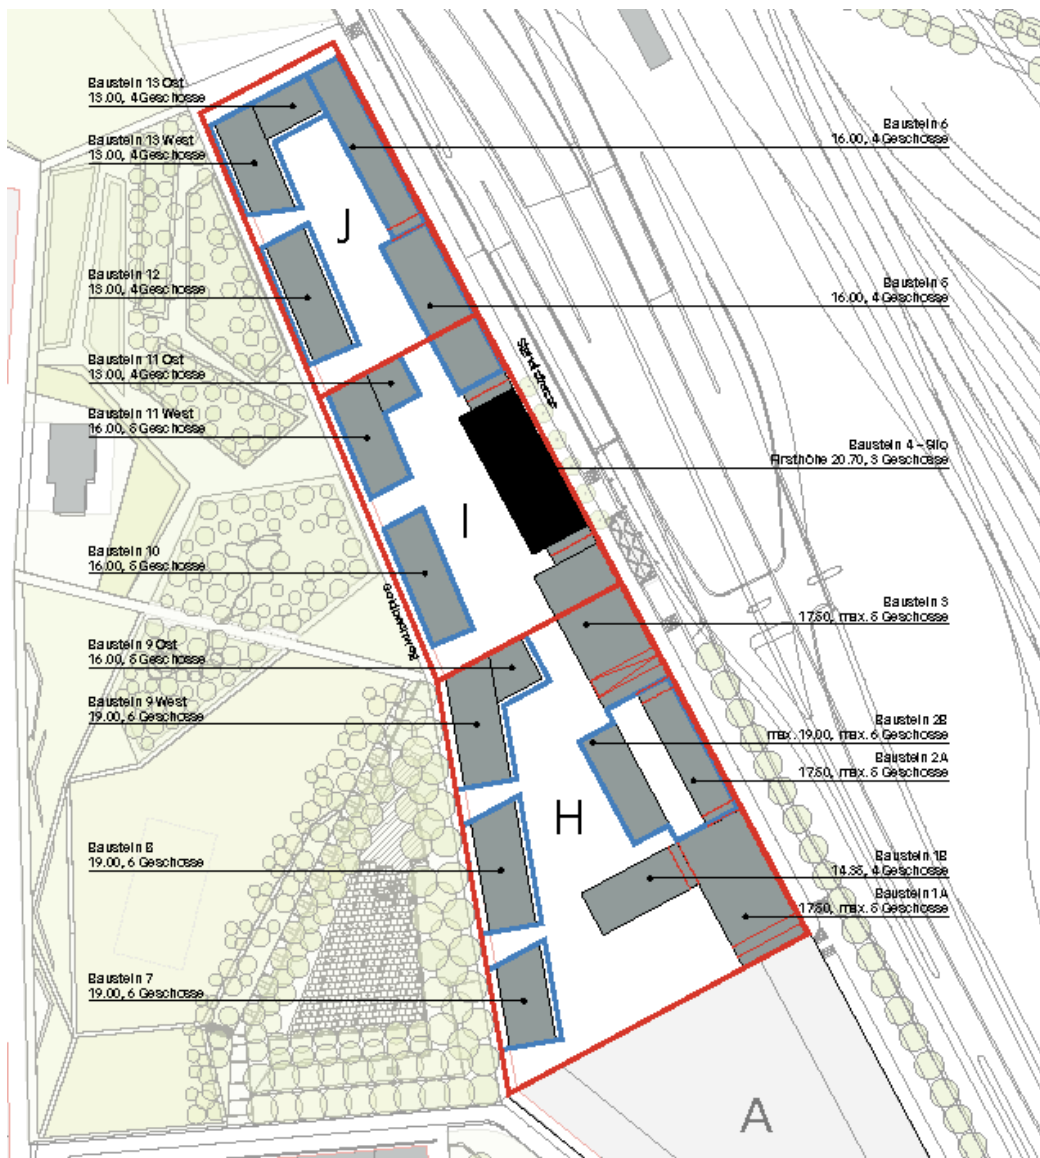 Baustein 13 Ost
13.00, 4 Geschosse
Baustein 13 West
13.00, 4 Geschosse
Baustein 12
13.00, 4 Geschosse
Baustein 11 Ost
13.00, 4 Geschosse
Baustein 11 West
16.00, 5 Geschosse
Baustein 10
16.00, 5 Geschosse
Baustein 9 Ost
16.00, 5 Geschosse
Baustein 9 West
19.00, 6 Geschosse
Baustein 8
19.00, 6 Geschosse
Baustein 7
19.00, 6 Geschosse
J
I
H
A
Signalstrasse
Baustein 6
16.00, 4 Geschosse
Baustein 5
16.00, 4 Geschosse
Baustein 4 - Silo
Firsthöhe 20.70, 3 Geschosse
Baustein 3
17.50, max. 5 Geschosse
Baustein 2B
max. 19.00, max. 6 Geschosse
Baustein 2A
17.50, max. 5 Geschosse
Baustein 1B
14.35, 4 Geschosse
Baustein 1A
17.50, max. 5 Geschosse